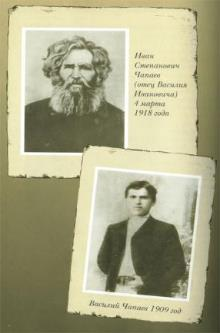 Иван
Степанович
Чапаев
(отец Василия
Ивановича)
4 марта
1918 года
Василий Чапаев 1909 год